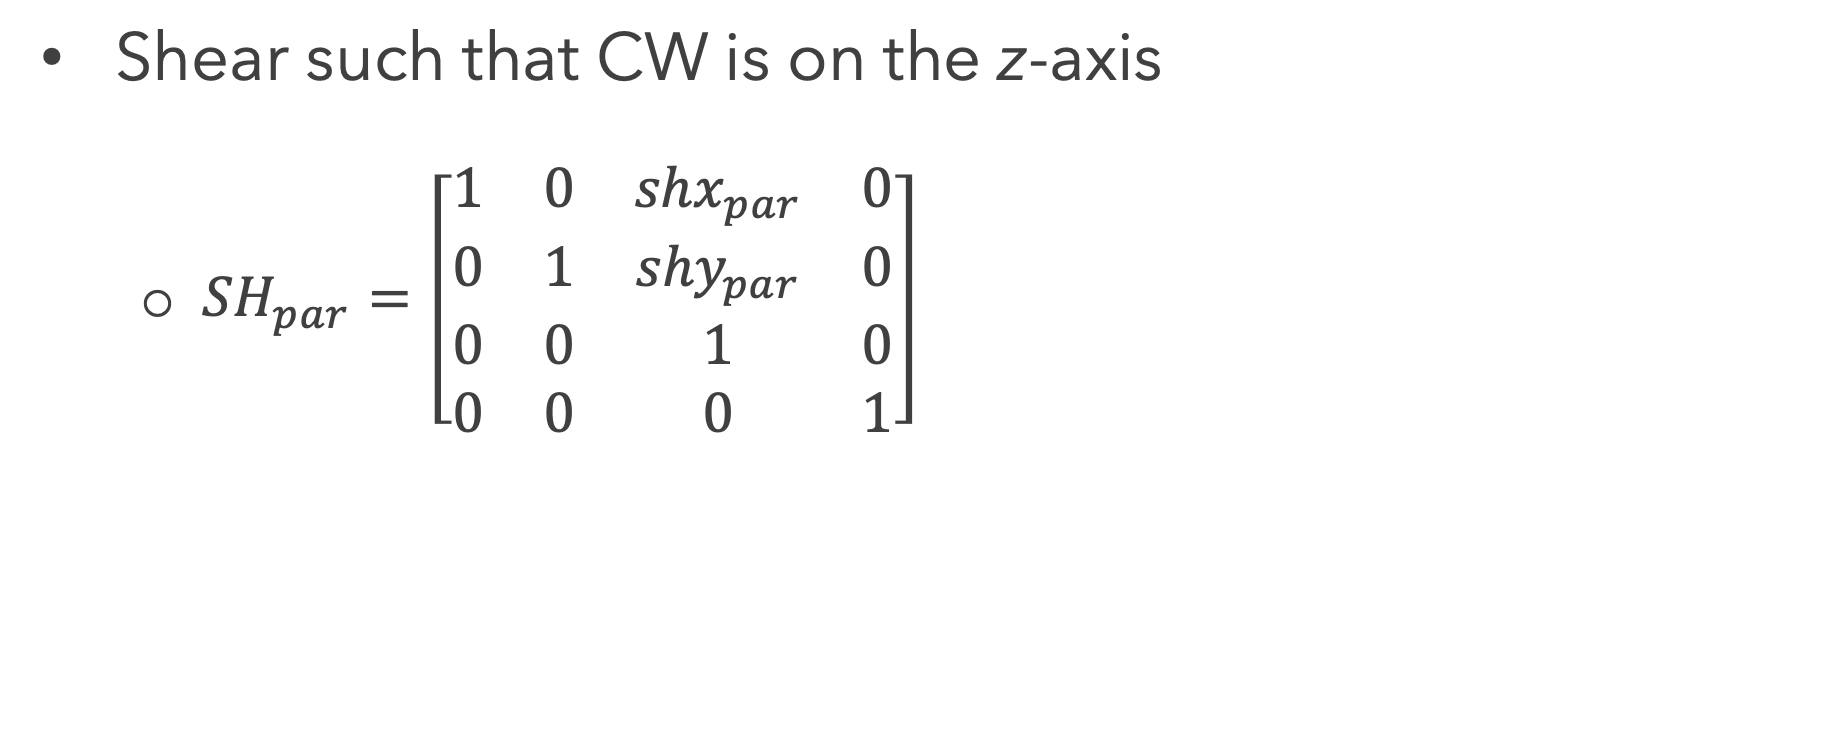 • Shear such that CW is on the z-axis
1 0 shx_par 0
0 1 shy_par 0
○ SH_par =
0 0 1 0
0 0 0 1